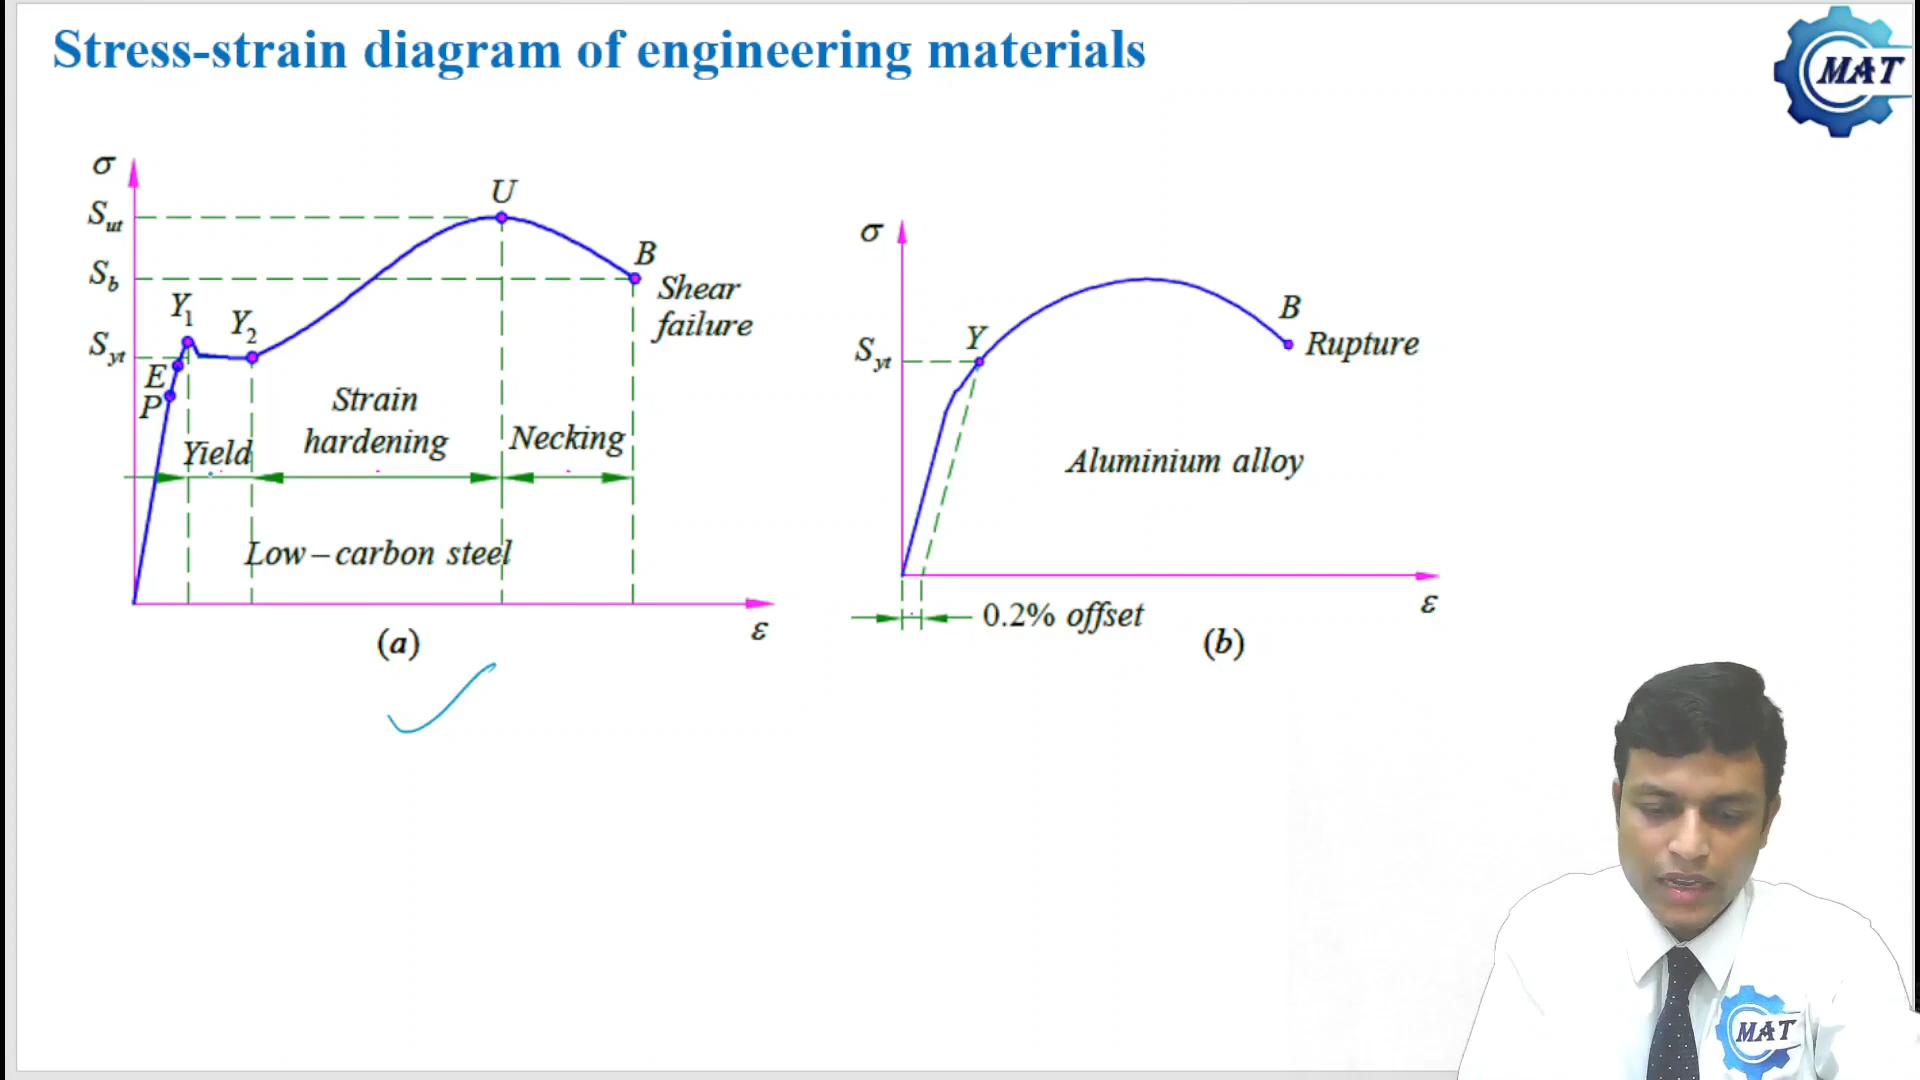 Stress-strain diagram of engineering materials
MAT
σ
S_ut
S_b
S_yt
U
B
Shear
failure
Y_1
Y_2
E
P
Yield
Strain
hardening
Necking
Low-carbon steel
ε
(a)
σ
S_yt
Y
B
Rupture
Aluminium alloy
ε
0.2% offset
(b)
MAT